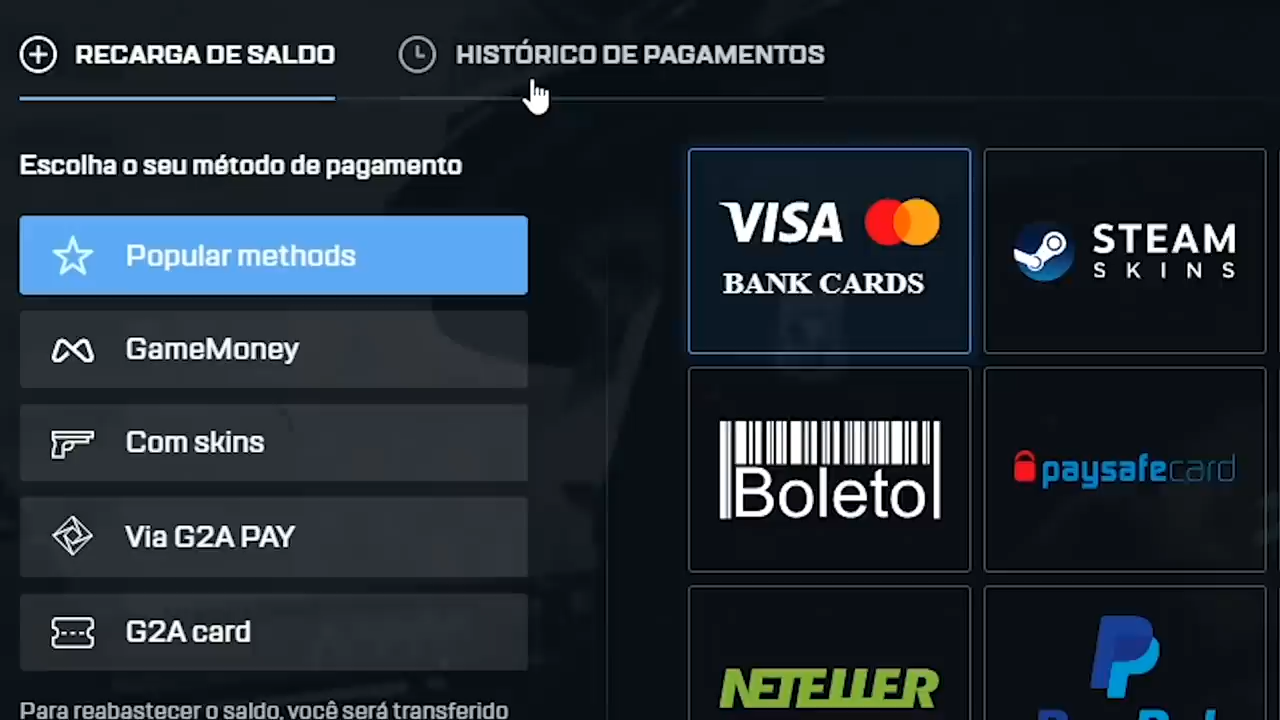 RECARGA DE SALDO
HISTÓRICO DE PAGAMENTOS
Escolha o seu método de pagamento
Popular methods
GameMoney
Com skins
Via G2A PAY
G2A card
Para reabastecer o saldo, você será transferido
VISA
BANK CARDS
STEAM
SKINS
Boleto
paysafecard
NETELLER
PayPal